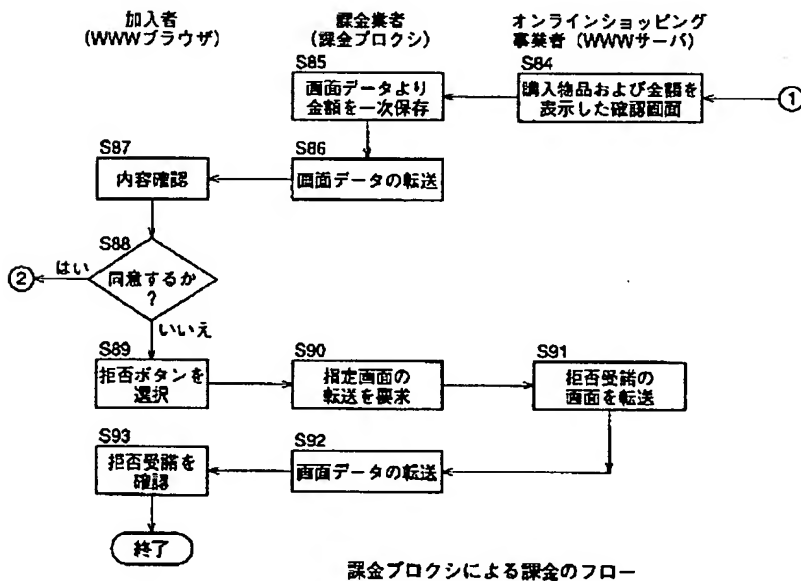 加入者
(WWWブラウザ)
課金業者
(課金プロクシ)
オンラインショッピング
事業者(WWWサーバ)
S84
購入物品および金額を
表示した確認画面
①
S85
画面データより
金額を一次保存
S86
画面データの転送
S87
内容確認
S88
同意するか
?
はい
②
いいえ
S89
拒否ボタンを
選択
S90
指定画面の
転送を要求
S91
拒否受諾の
画面を転送
S92
画面データの転送
S93
拒否受諾を
確認
終了
課金プロクシによる課金のフロー